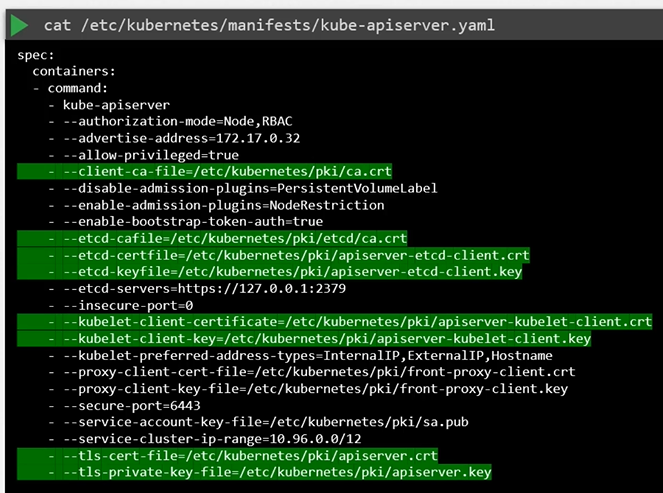 cat /etc/kubernetes/manifests/kube-apiserver.yaml
spec:
containers:
- command:
- kube-apiserver
- --authorization-mode=Node,RBAC
- --advertise-address=172.17.0.32
- --allow-privileged=true
- --client-ca-file=/etc/kubernetes/pki/ca.crt
- --disable-admission-plugins=PersistentVolumeLabel
- --enable-admission-plugins=NodeRestriction
- --enable-bootstrap-token-auth=true
- --etcd-cafile=/etc/kubernetes/pki/etcd/ca.crt
- --etcd-certfile=/etc/kubernetes/pki/apiserver-etcd-client.crt
- --etcd-keyfile=/etc/kubernetes/pki/apiserver-etcd-client.key
- --etcd-servers=https://127.0.0.1:2379
- --insecure-port=0
- --kubelet-client-certificate=/etc/kubernetes/pki/apiserver-kubelet-client.crt
- --kubelet-client-key=/etc/kubernetes/pki/apiserver-kubelet-client.key
- --kubelet-preferred-address-types=InternalIP,ExternalIP,Hostname
- --proxy-client-cert-file=/etc/kubernetes/pki/front-proxy-client.crt
- --proxy-client-key-file=/etc/kubernetes/pki/front-proxy-client.key
- --secure-port=6443
- --service-account-key-file=/etc/kubernetes/pki/sa.pub
- --service-cluster-ip-range=10.96.0.0/12
- --tls-cert-file=/etc/kubernetes/pki/apiserver.crt
- --tls-private-key-file=/etc/kubernetes/pki/apiserver.key